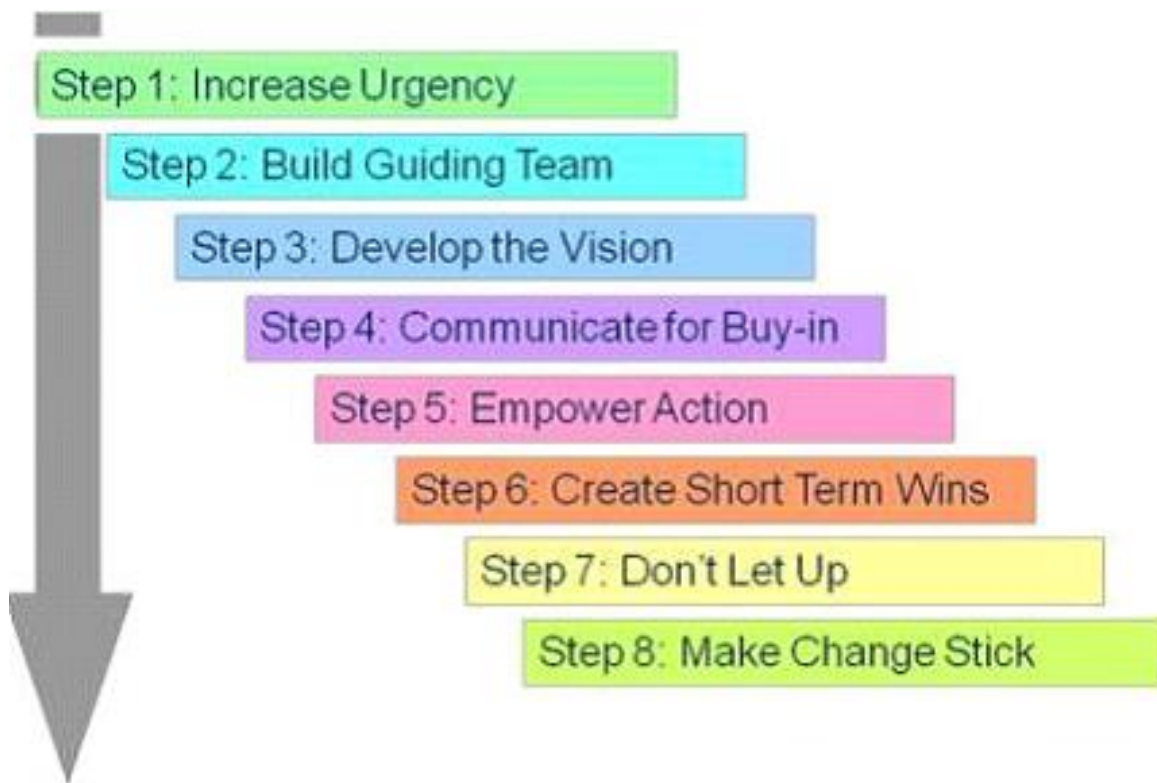 Step 1: Increase Urgency
Step 2: Build Guiding Team
Step 3: Develop the Vision
Step 4: Communicate for Buy-in
Step 5: Empower Action
Step 6: Create Short Term Wins
Step 7: Don't Let Up
Step 8: Make Change Stick